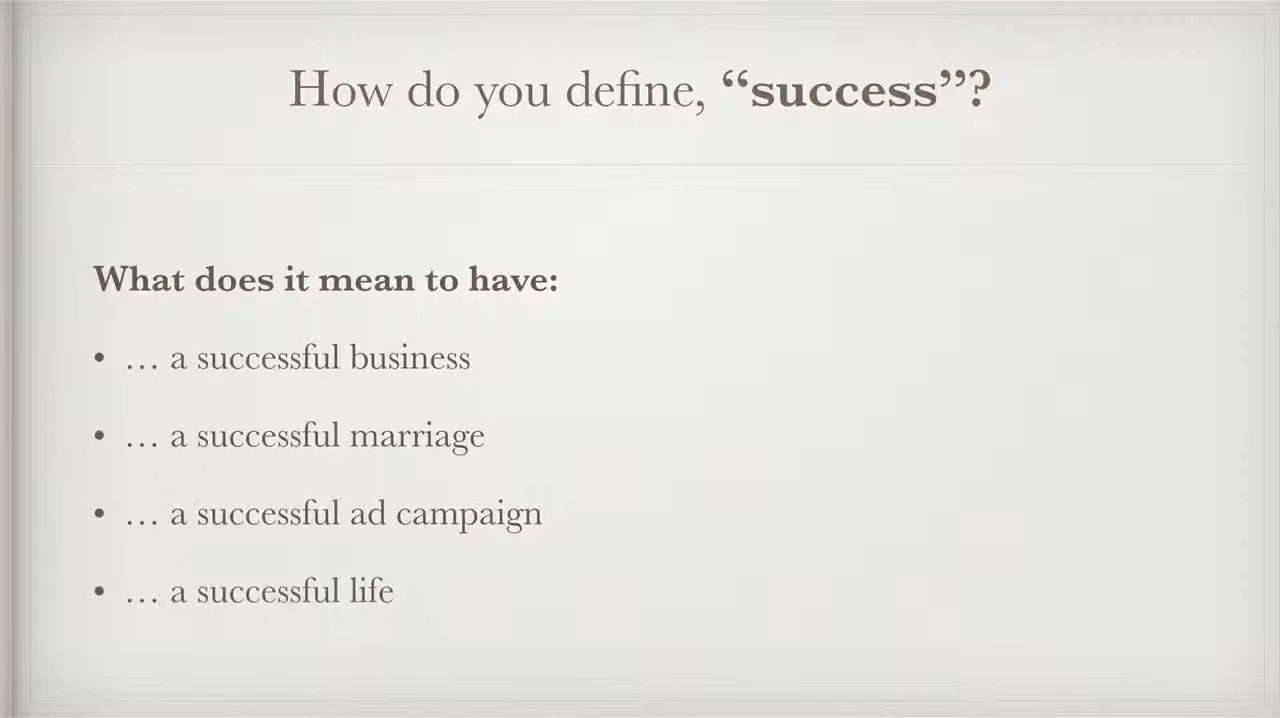 How do you define, “success”?
What does it mean to have:
• … a successful business
• … a successful marriage
• … a successful ad campaign
• … a successful life